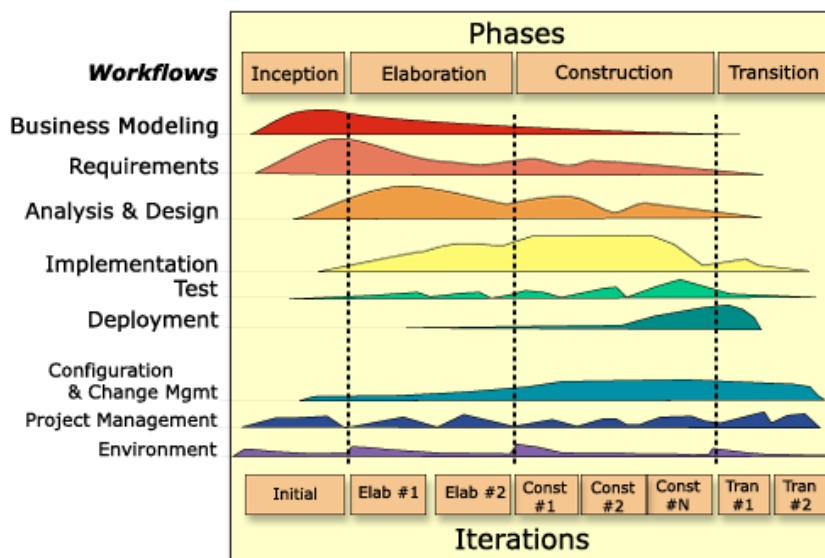 Phases
Workflows
Inception
Elaboration
Construction
Transition
Business Modeling
Requirements
Analysis & Design
Implementation
Test
Deployment
Configuration
& Change Mgmt
Project Management
Environment
Initial
Elab #1
Elab #2
Const
#1
Const
#2
Const
#N
Tran
#1
Tran
#2
Iterations